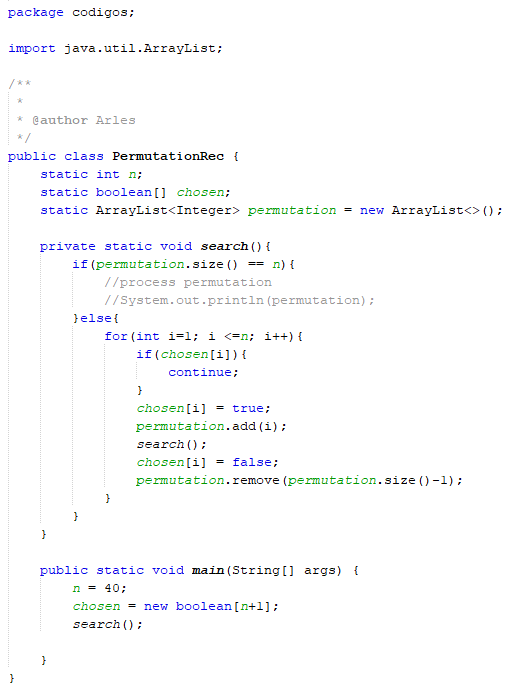 package codigos;
import java.util.ArrayList;
/**
 *
 * @author Arles
 */
public class PermutationRec {
    static int n;
    static boolean[] chosen;
    static ArrayList<Integer> permutation = new ArrayList<>();
    private static void search(){
        if(permutation.size() == n){
            //process permutation
            //System.out.println(permutation);
        }else{
            for(int i=1; i <=n; i++){
                if(chosen[i]){
                    continue;
                }
                chosen[i] = true;
                permutation.add(i);
                search();
                chosen[i] = false;
                permutation.remove(permutation.size()-1);
            }
        }
    }
    public static void main(String[] args) {
        n = 40;
        chosen = new boolean[n+1];
        search();
    }
}